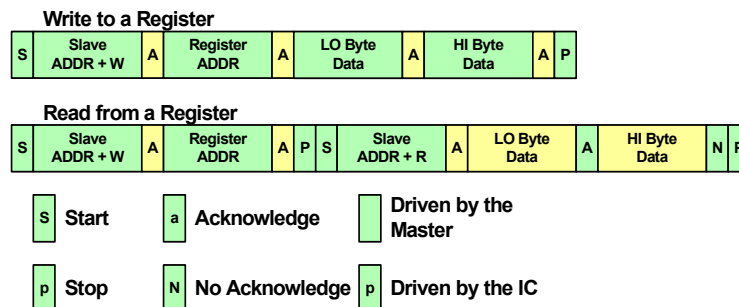 Write to a Register
S Slave ADDR + W A Register ADDR A LO Byte Data A HI Byte Data A P
Read from a Register
S Slave ADDR + W A Register ADDR A P S Slave ADDR + R A LO Byte Data A HI Byte Data N P
S Start a Acknowledge Driven by the Master
p Stop N No Acknowledge p Driven by the IC